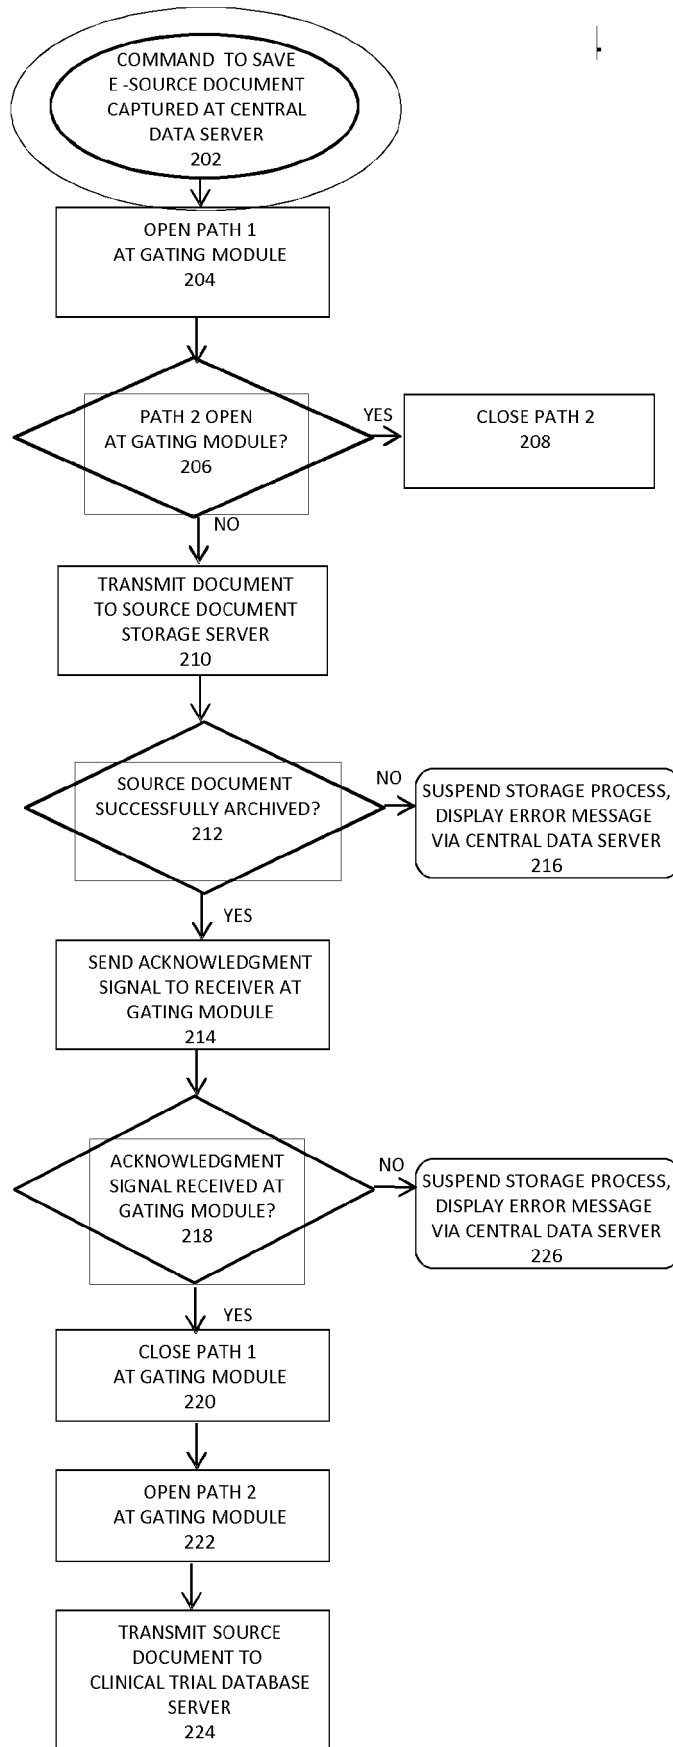 COMMAND TO SAVE
E -SOURCE DOCUMENT
CAPTURED AT CENTRAL
DATA SERVER
202
OPEN PATH 1
AT GATING MODULE
204
PATH 2 OPEN
AT GATING MODULE?
206
YES
CLOSE PATH 2
208
NO
TRANSMIT DOCUMENT
TO SOURCE DOCUMENT
STORAGE SERVER
210
SOURCE DOCUMENT
SUCCESSFULLY ARCHIVED?
212
NO
SUSPEND STORAGE PROCESS,
DISPLAY ERROR MESSAGE
VIA CENTRAL DATA SERVER
216
YES
SEND ACKNOWLEDGMENT
SIGNAL TO RECEIVER AT
GATING MODULE
214
ACKNOWLEDGMENT
SIGNAL RECEIVED AT
GATING MODULE?
218
NO
SUSPEND STORAGE PROCESS,
DISPLAY ERROR MESSAGE
VIA CENTRAL DATA SERVER
226
YES
CLOSE PATH 1
AT GATING MODULE
220
OPEN PATH 2
AT GATING MODULE
222
TRANSMIT SOURCE
DOCUMENT TO
CLINICAL TRIAL DATABASE
SERVER
224